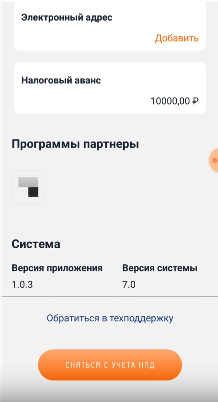 Электронный адрес
Добавить
Налоговый аванс
10000,00 ₽
Программы партнеры
Система
Версия приложения Версия системы
1.0.3 7.0
Обратиться в техподдержку
СНЯТЬСЯ С УЧЕТА НПД